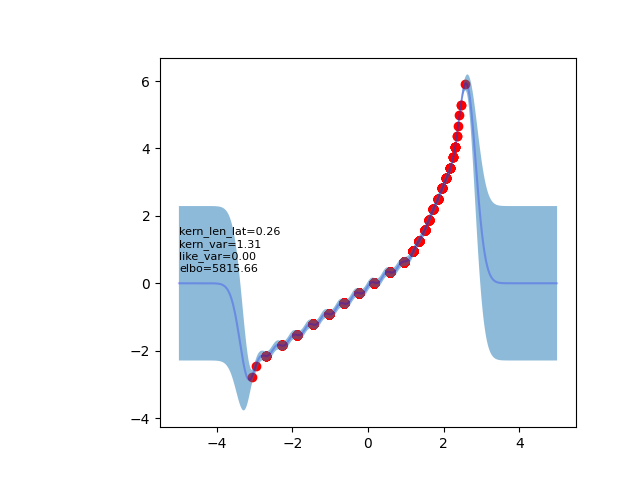 6
4
2
0
−2
−4
kern_len_lat=0.26
kern_var=1.31
like_var=0.00
elbo=5815.66
−4 −2 0 2 4